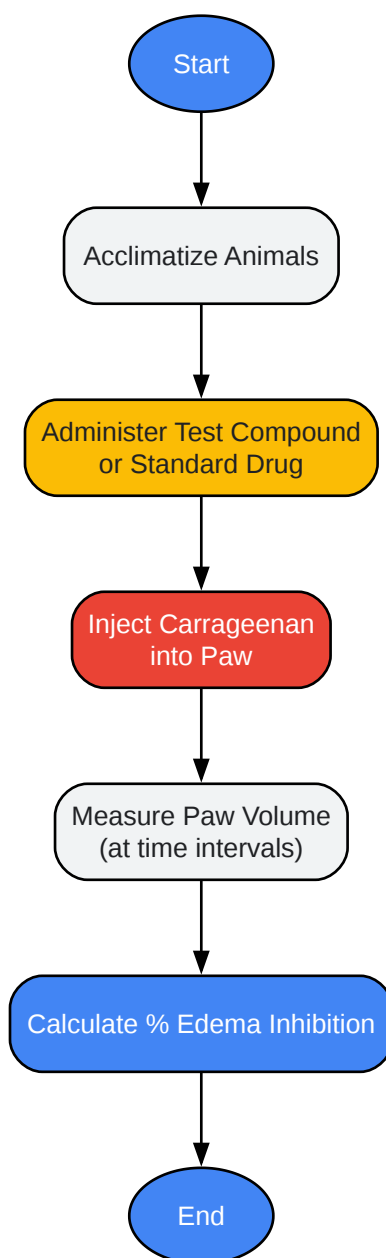 Start
Acclimatize Animals
Administer Test Compound
or Standard Drug
Inject Carrageenan
into Paw
Measure Paw Volume
(at time intervals)
Calculate % Edema Inhibition
End